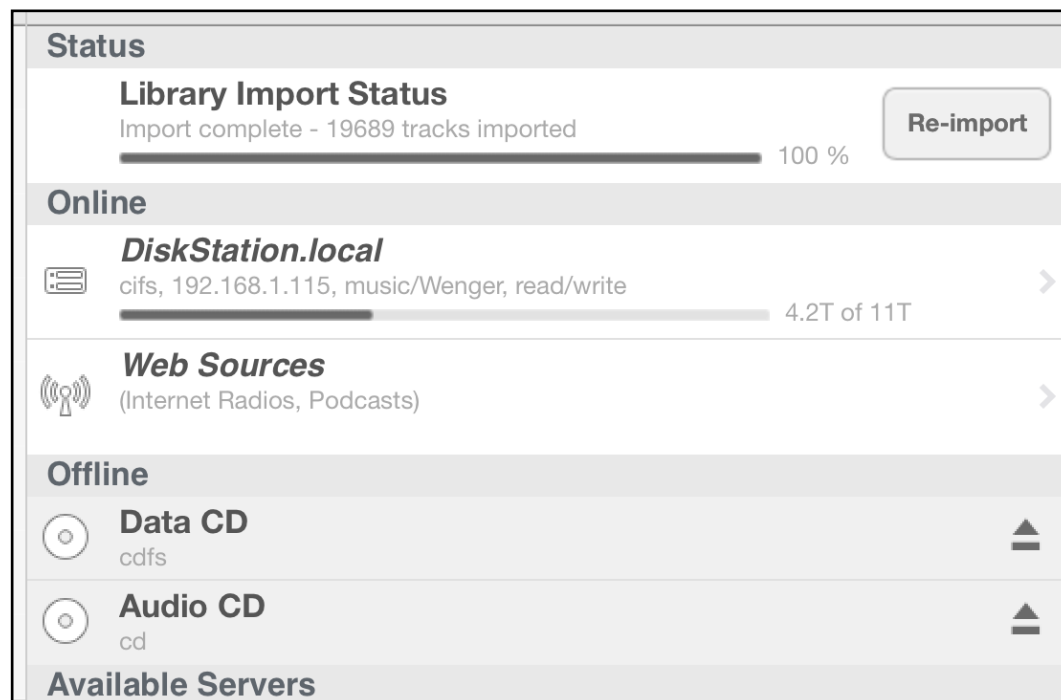 Status
Library Import Status
Import complete - 19689 tracks imported
100 %
Re-import
Online
DiskStation.local
cifs, 192.168.1.115, music/Wenger, read/write
4.2T of 11T
Web Sources
(Internet Radios, Podcasts)
Offline
Data CD
cdfs
Audio CD
cd
Available Servers